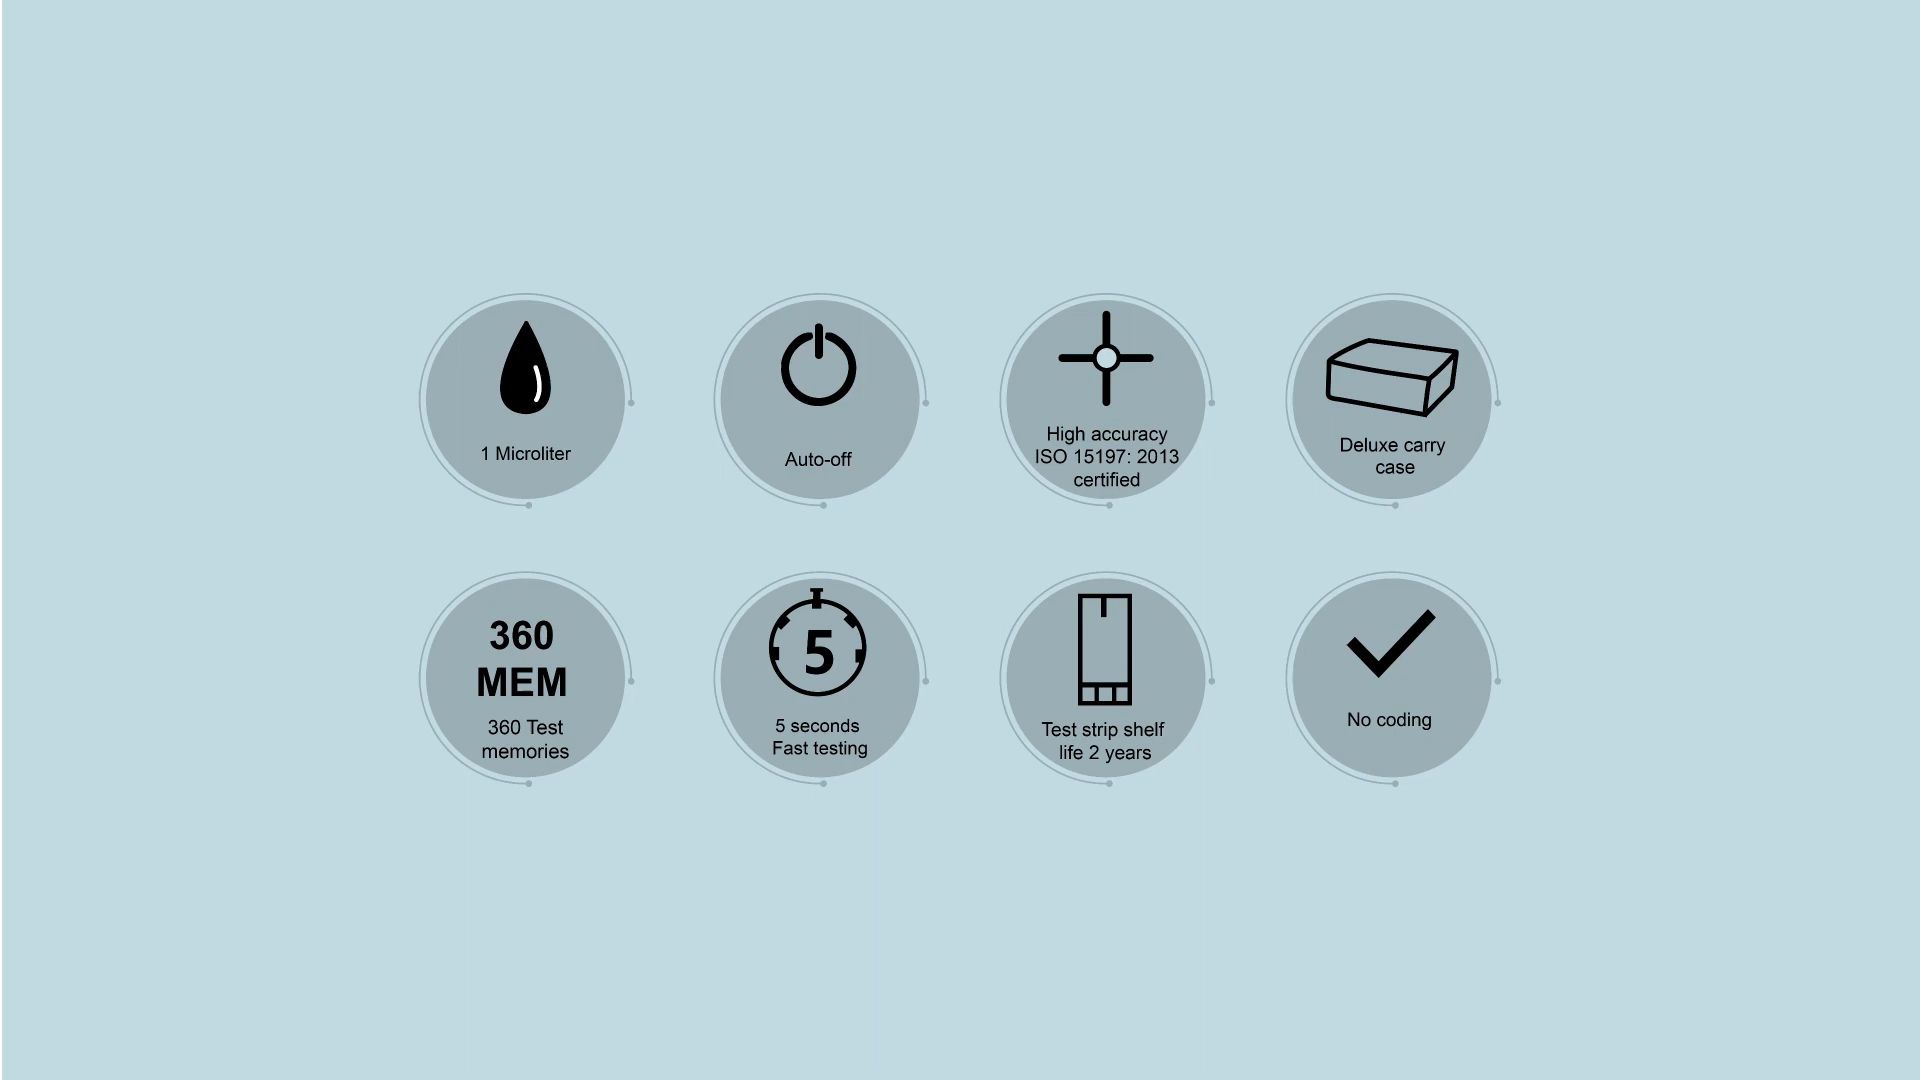 1 Microliter
Auto-off
High accuracy
ISO 15197: 2013
certified
Deluxe carry
case
360
MEM
360 Test
memories
5
5 seconds
Fast testing
Test strip shelf
life 2 years
No coding